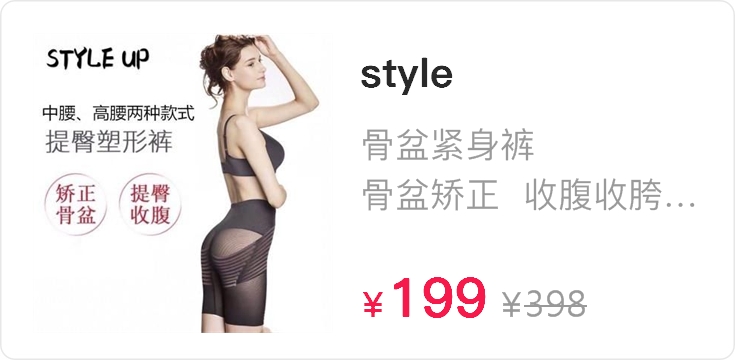 STYLE UP
中腰、高腰两种款式
提臀塑形裤
矫正
骨盆
提臀
收腹
style
骨盆紧身裤
骨盆矫正 收腹收胯...
¥199 ¥398